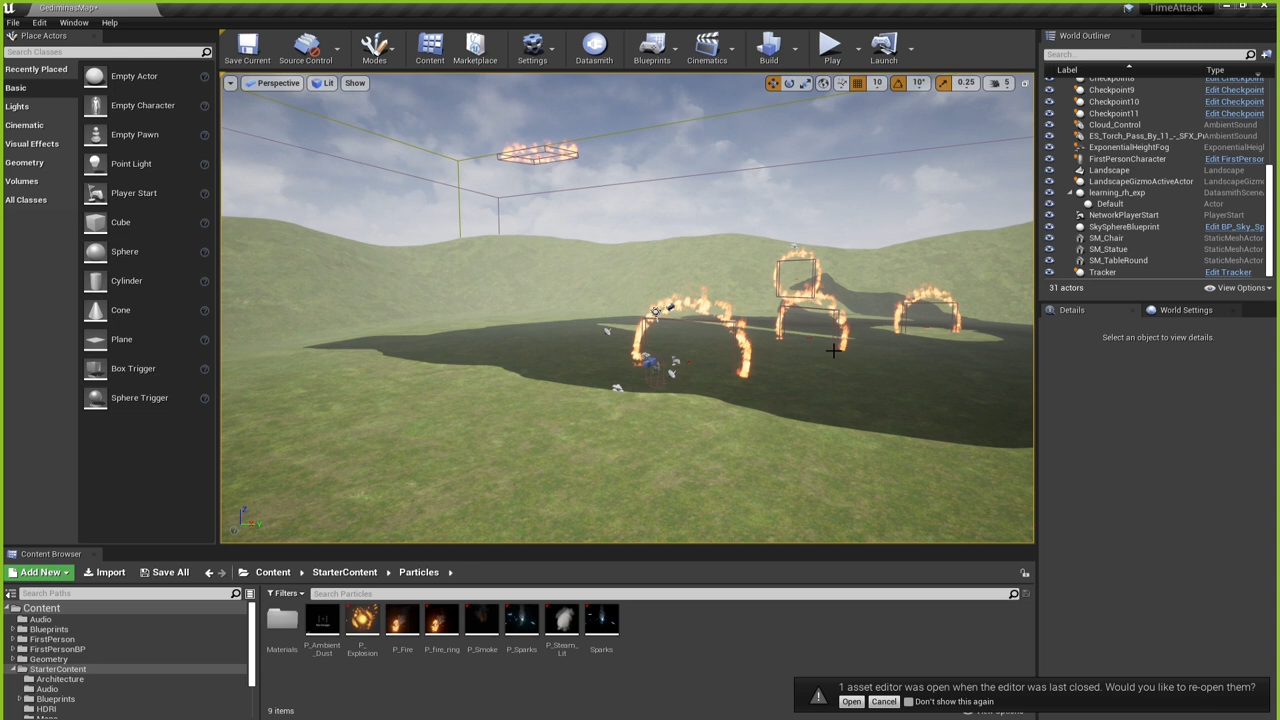 GediminasMap*
TimeAttack
File Edit Window Help
Place Actors
Search Classes
Recently Placed
Basic
Lights
Cinematic
Visual Effects
Geometry
Volumes
All Classes
Empty Actor
Empty Character
Empty Pawn
Point Light
Player Start
Cube
Sphere
Cylinder
Cone
Plane
Box Trigger
Sphere Trigger
Save Current
Source Control
Modes
Content
Marketplace
Settings
Datasmith
Blueprints
Cinematics
Build
Play
Launch
Perspective Lit Show
10 10° 0.25 5
Z
Y
World Outliner
Search...
Label Type
Checkpoint8 Edit Checkpoint
Checkpoint9 Edit Checkpoint
Checkpoint10 Edit Checkpoint
Checkpoint11 Edit Checkpoint
Cloud_Control AmbientSound
ES_Torch_Pass_By_11_-_SFX_Pr AmbientSound
ExponentialHeightFog ExponentialHeigl
FirstPersonCharacter Edit FirstPersor
Landscape Landscape
LandscapeGizmoActiveActor LandscapeGizmo
learning_rh_exp DatasmithScene
Default Actor
NetworkPlayerStart PlayerStart
SkySphereBlueprint Edit BP_Sky_Sp
SM_Chair StaticMeshActor
SM_Statue StaticMeshActor
SM_TableRound StaticMeshActor
Tracker Edit Tracker
31 actors View Options
Details World Settings
Select an object to view details.
Content Browser
Add New Import Save All Content StarterContent Particles
Search Paths
Filters Search Particles
Content
Audio
Blueprints
FirstPerson
FirstPersonBP
Geometry
StarterContent
Architecture
Audio
Blueprints
HDRI
Materials
P_Ambient_Dust
P_Explosion
P_Fire
P_fire_ring
P_Smoke
P_Sparks
P_Steam_Lit
Sparks
9 items
1 asset editor was open when the editor was last closed. Would you like to re-open them?
Open Cancel Don't show this again